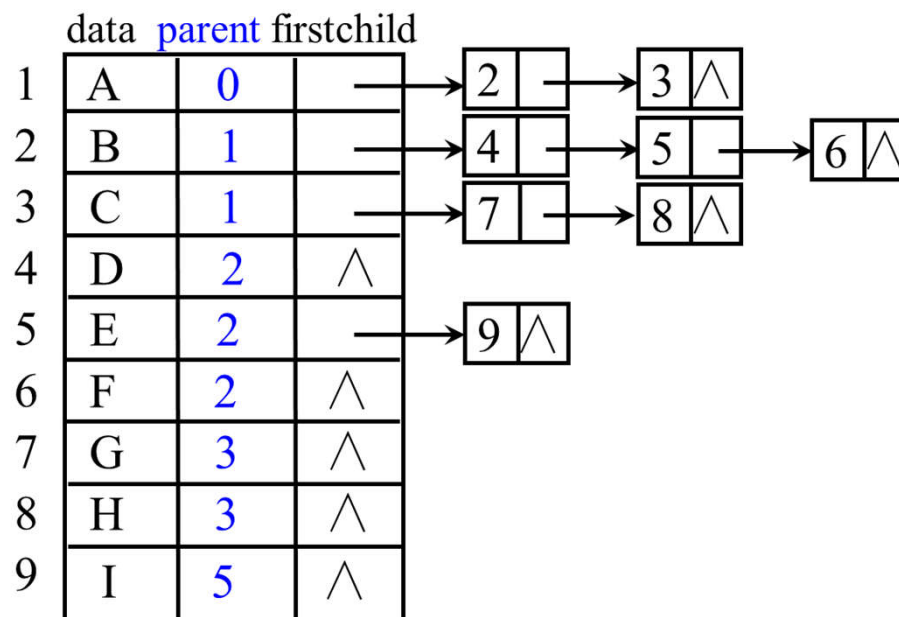 data parent firstchild
1 A 0 2 3 ∧
2 B 1 4 5 6 ∧
3 C 1 7 8 ∧
4 D 2 ∧
5 E 2 9 ∧
6 F 2 ∧
7 G 3 ∧
8 H 3 ∧
9 I 5 ∧